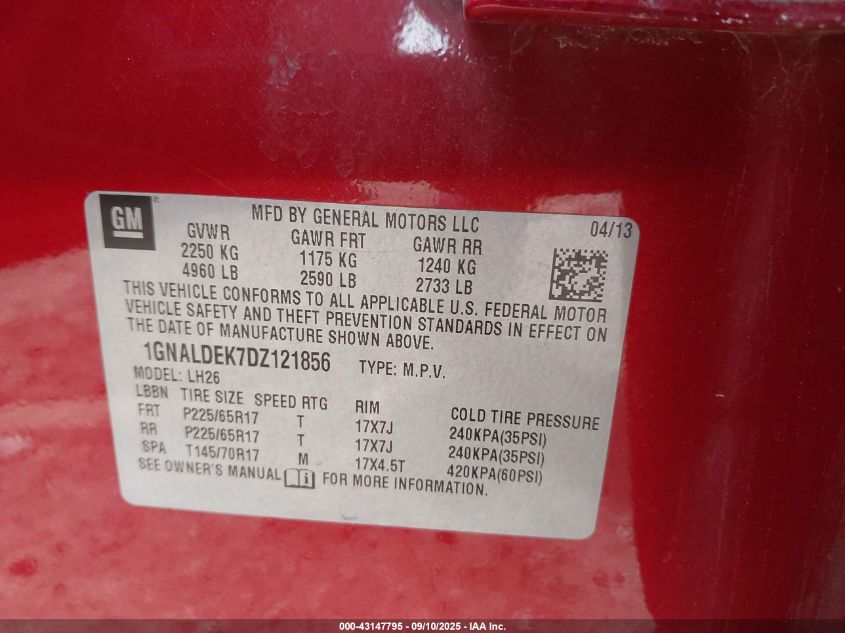 GM
MFD BY GENERAL MOTORS LLC 04/13
GVWR GAWR FRT GAWR RR
2250 KG 1175 KG 1240 KG
4960 LB 2590 LB 2733 LB
THIS VEHICLE CONFORMS TO ALL APPLICABLE U.S. FEDERAL MOTOR
VEHICLE SAFETY AND THEFT PREVENTION STANDARDS IN EFFECT ON
THE DATE OF MANUFACTURE SHOWN ABOVE.
1GNALDEK7DZ121856 TYPE: M.P.V.
MODEL: LH26
LBBN TIRE SIZE SPEED RTG RIM COLD TIRE PRESSURE
FRT P225/65R17 T 17X7J 240KPA(35PSI)
RR P225/65R17 T 17X7J 240KPA(35PSI)
SPA T145/70R17 M 17X4.5T 420KPA(60PSI)
SEE OWNER'S MANUAL i FOR MORE INFORMATION.
000-43147795 - 09/10/2025 - IAA Inc.